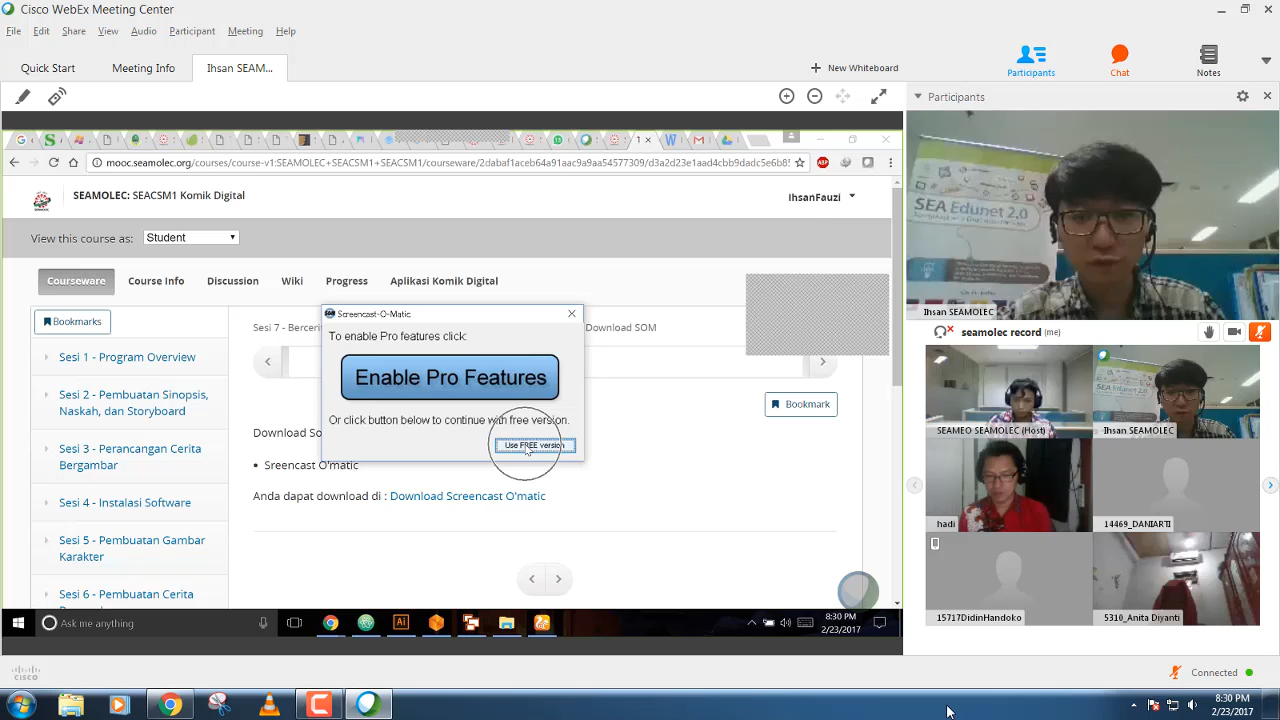 Cisco WebEx Meeting Center
File Edit Share View Audio Participant Meeting Help
Quick Start Meeting Info Ihsan SEAM... New Whiteboard
Participants Chat Notes
Participants
mooc.seamolec.org/courses/course-v1:SEAMOLEC+SEACSM1+SEACSM1/courseware/2dabaf1aceb64a91aac9a9aa54577309/d3a2d23e1aad4cbb9dadc5e6b8
SEAMOLEC: SEACSM1 Komik Digital
IhsanFauzi
View this course as: Student
Courseware Course Info Discussion Wiki Progress Aplikasi Komik Digital
Bookmarks
Sesi 1 - Program Overview
Sesi 2 - Pembuatan Sinopsis,
Naskah, dan Storyboard
Sesi 3 - Perancangan Cerita
Bergambar
Sesi 4 - Instalasi Software
Sesi 5 - Pembuatan Gambar
Karakter
Sesi 6 - Pembuatan Cerita
Sesi 7 - Download SOM
Screencast-O-Matic
To enable Pro features click:
Enable Pro Features
Or click button below to continue with free version.
Use FREE version
Bookmark
Download
Sreencast O'matic
Anda dapat download di : Download Screencast O'matic
Ask me anything
8:30 PM
2/23/2017
SEA Edunet 2.0
Ihsan SEAMOLEC
seamolec record (me)
SEAMEO SEAMOLEC (Host)
Ihsan SEAMOLEC
hadi
14469_DANIARTI
15717DidinHandoko
5310_Anita Diyanti
cisco
Connected
8:30 PM
2/23/2017